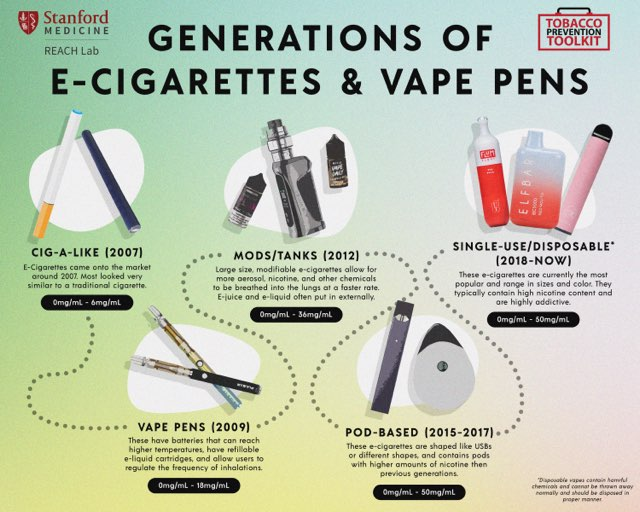 Stanford
MEDICINE
REACH Lab
GENERATIONS OF
E-CIGARETTES & VAPE PENS
TOBACCO
PREVENTION
TOOLKIT
CIG-A-LIKE (2007)
E-Cigarettes came onto the market
around 2007. Most looked very
similar to a traditional cigarette.
0mg/mL - 6mg/mL
VAPE PENS (2009)
These have batteries that can reach
higher temperatures, have refillable
e-liquid cartridges, and allow users to
regulate the frequency of inhalations.
0mg/mL - 18mg/mL
MODS/TANKS (2012)
Large size, modifiable e-cigarettes allow for
more aerosol, nicotine, and other chemicals
to be breathed into the lungs at a faster rate.
E-juice and e-liquid often put in externally.
0mg/mL - 36mg/mL
POD-BASED (2015-2017)
These e-cigarettes are shaped like USBs
or different shapes, and contains pods
with higher amounts of nicotine then
previous generations.
0mg/mL - 50mg/mL
FUM
ELFBAR
SINGLE-USE/DISPOSABLE*
(2018-NOW)
These e-cigarettes are currently the most
popular and range in sizes and color. They
typically contain high nicotine content and
are highly addictive.
0mg/mL - 50mg/mL
*Disposable vapes contain harmful
chemicals and cannot be thrown away
normally and should be disposed in
proper manner.